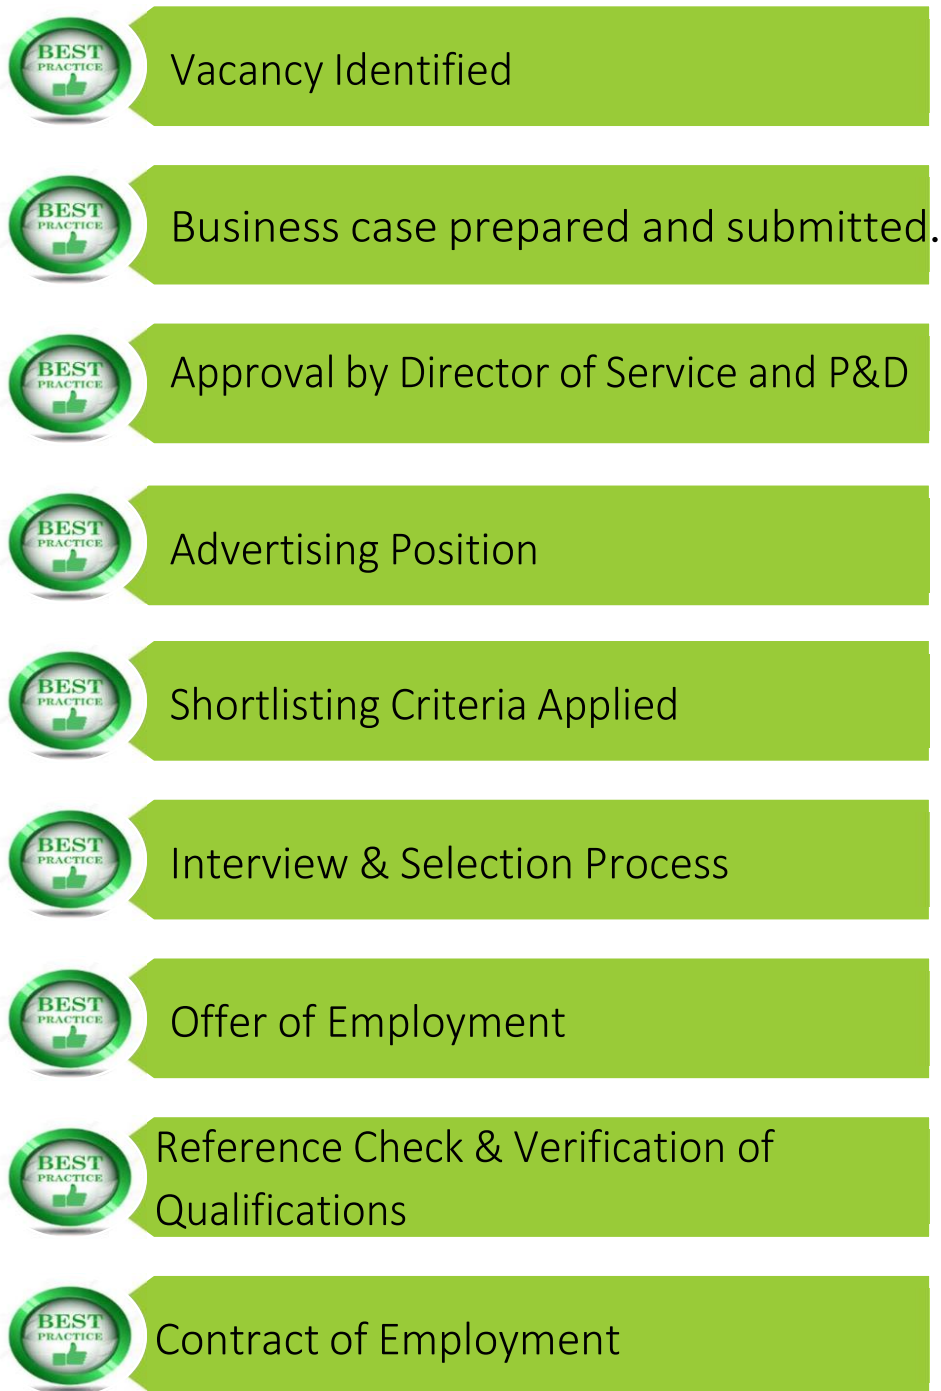 BEST
PRACTICE
Vacancy Identified
BEST
PRACTICE
Business case prepared and submitted.
BEST
PRACTICE
Approval by Director of Service and P&D
BEST
PRACTICE
Advertising Position
BEST
PRACTICE
Shortlisting Criteria Applied
BEST
PRACTICE
Interview & Selection Process
BEST
PRACTICE
Offer of Employment
BEST
PRACTICE
Reference Check & Verification of
Qualifications
BEST
PRACTICE
Contract of Employment